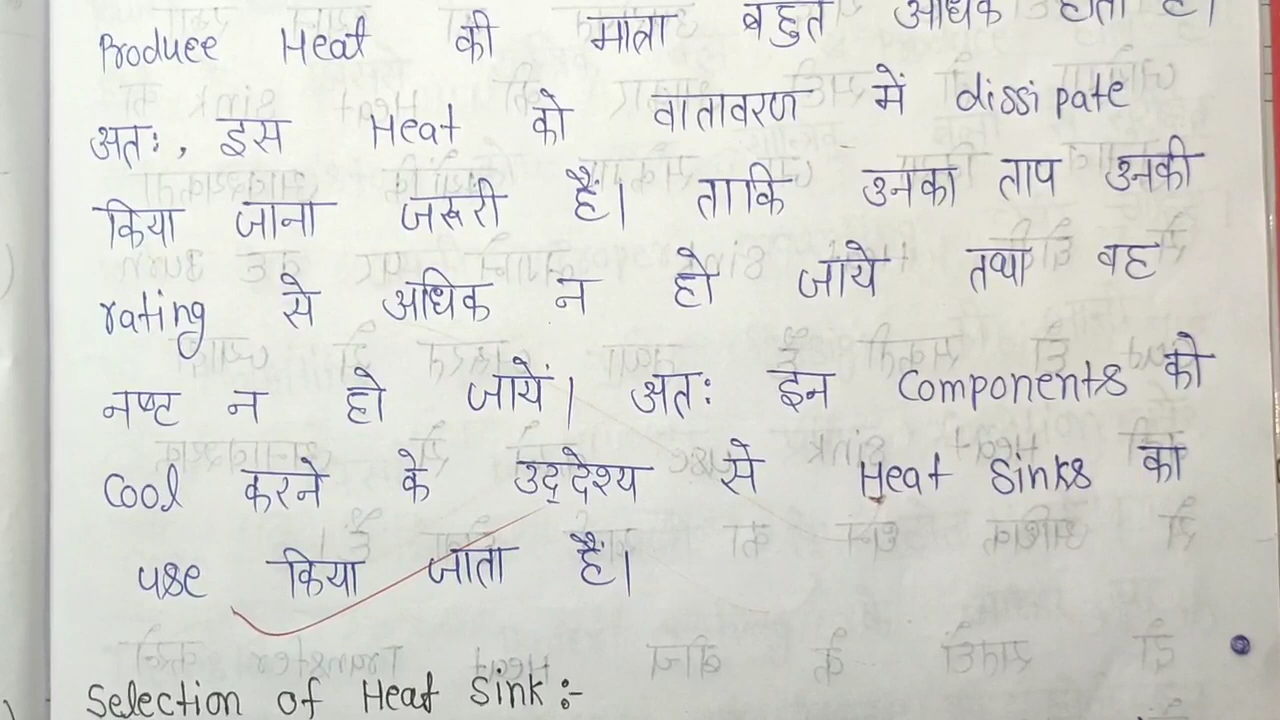 Produce Heat की मात्रा बहुत अधिक होता है।
अतः, इस Heat को वातावरण में dissipate
किया जाना जरूरी हैं। ताकि उनका ताप उनकी
rating से अधिक न हो जाये तथा वह
नष्ट न हो जायें। अतः इन Components को
Cool करने के उद्देश्य से Heat Sinks का
use किया जाता हैं।
Selection of Heat Sink :-